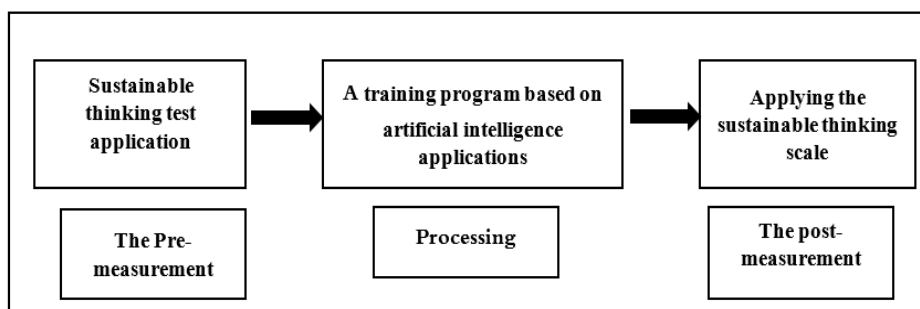 Sustainable
thinking test
application
A training program based on
artificial intelligence
applications
Applying the
sustainable thinking
scale
The Pre-
measurement
Processing
The post-
measurement